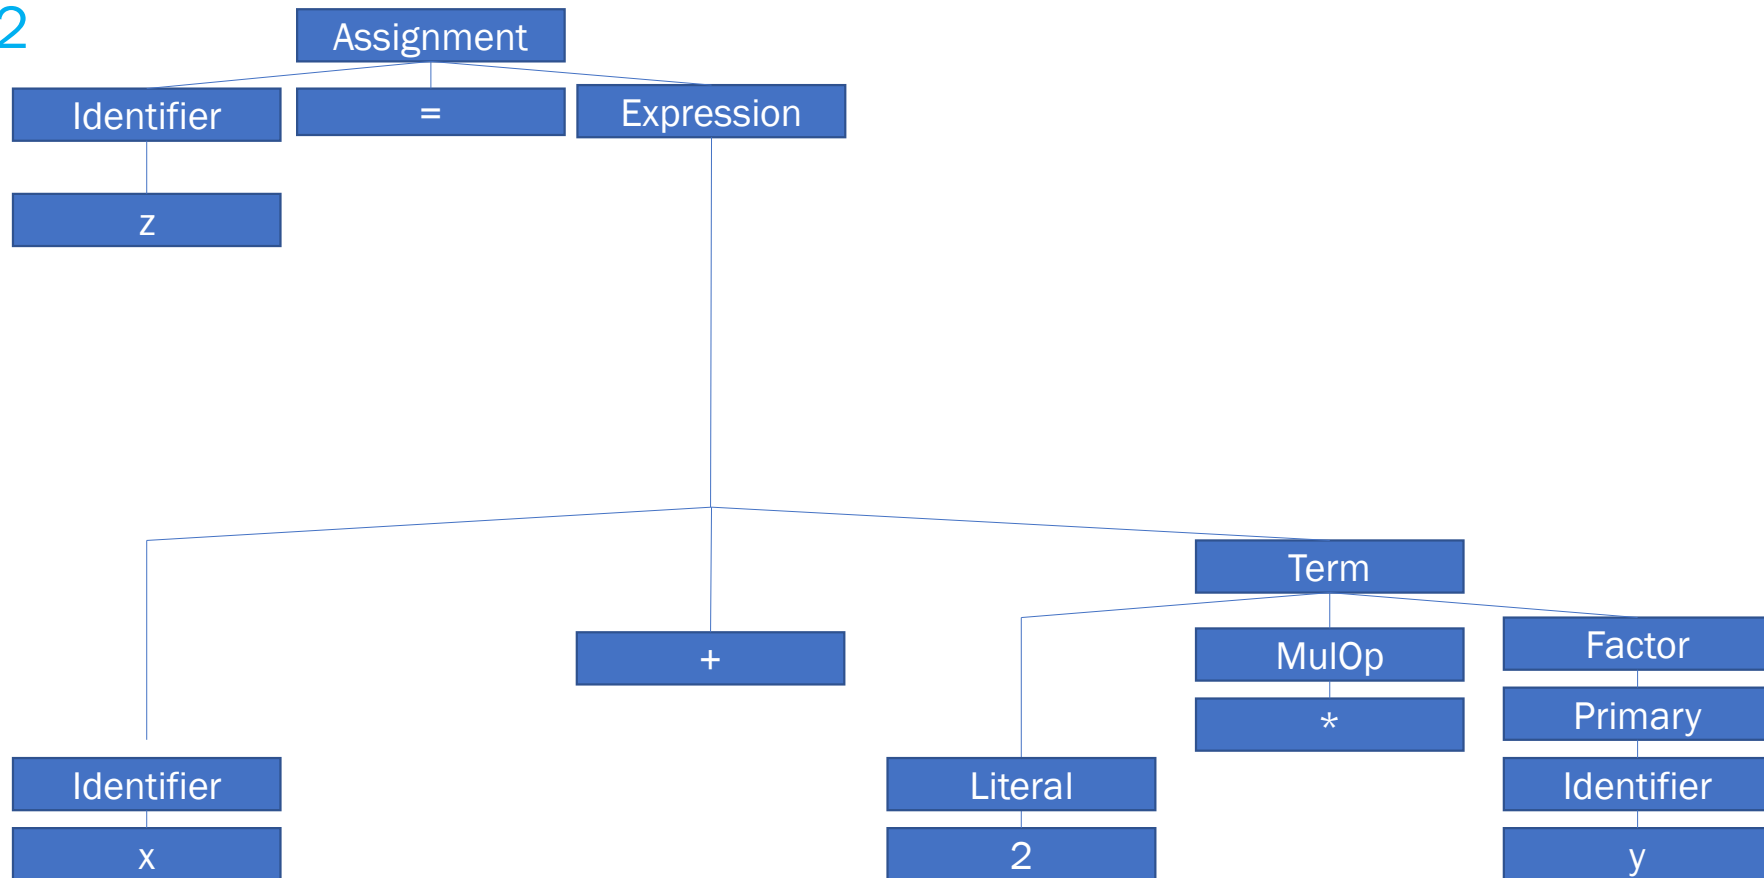 2
Assignment
Identifier
=
Expression
z
Term
+
MulOp
Factor
*
Primary
Identifier
Literal
Identifier
x
2
y